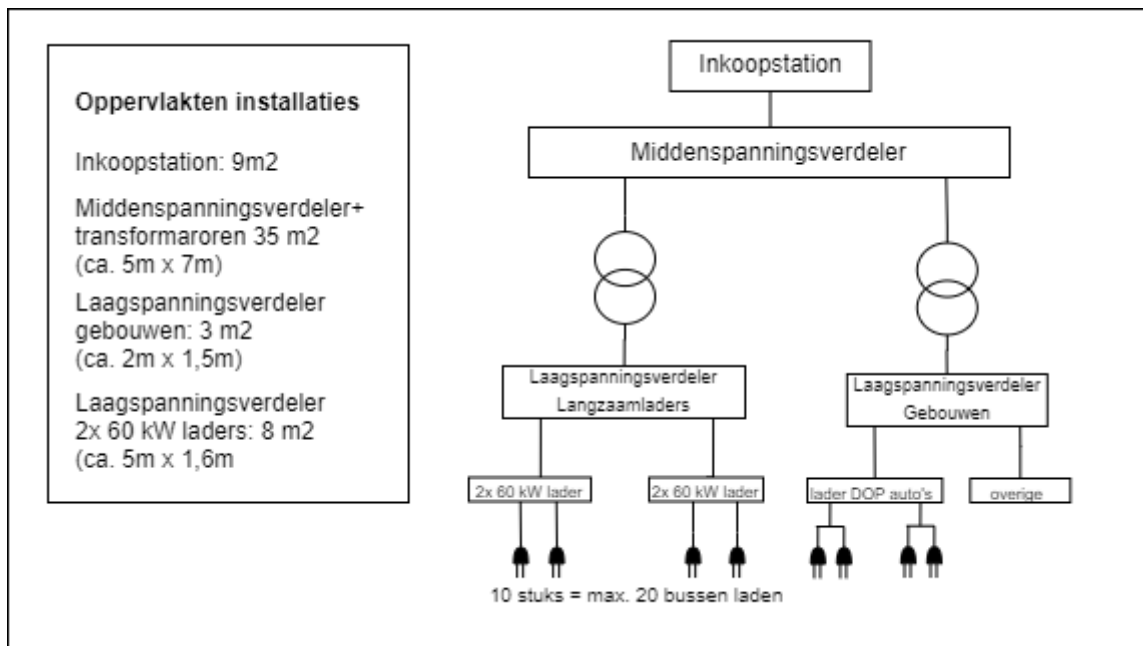 Oppervlakten installaties
Inkoopstation: 9m2
Middenspanningsverdeler+
transformaroren 35 m2
(ca. 5m x 7m)
Laagspanningsverdeler
gebouwen: 3 m2
(ca. 2m x 1,5m)
Laagspanningsverdeler
2x 60 kW laders: 8 m2
(ca. 5m x 1,6m
Inkoopstation
Middenspanningsverdeler
Laagspanningsverdeler
Langzaamladers
Laagspanningsverdeler
Gebouwen
2x 60 kW lader
2x 60 kW lader
lader DOP auto's
overige
10 stuks = max. 20 bussen laden